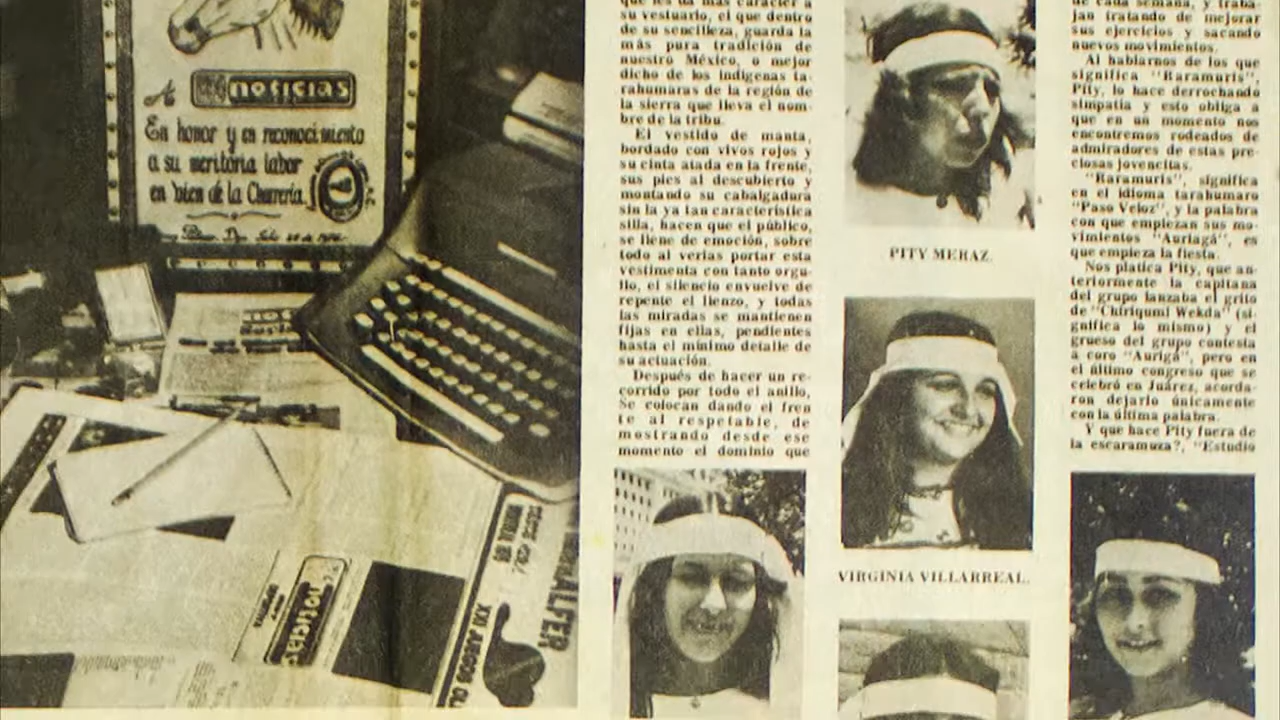 A
noticias
En honor y en reconocimiento
a su meritoria labor
en bien de la Charrería.
noticias
XXI JUEGOS OL
que les da más carácter a
su vestuario, el que dentro
de su sencilleza, guarda la
más pura tradición de
nuestro México, o mejor
dicho de los indígenas ta-
rahumaras de la región de
la sierra que lleva el nom-
bre de la tribu.
El vestido de manta,
bordado con vivos rojos y
su cinta atada en la frente,
sus pies al descubierto y
montando su cabalgadura
sin la ya tan característica
silla, hacen que el público,
se llene de emoción, sobre
todo al verlas portar esta
vestimenta con tanto orgu-
llo, el silencio envuelve de
repente el lienzo, y todas
las miradas se mantienen
fijas en ellas, pendientes
hasta el mínimo detalle de
su actuación.
Después de hacer un re-
corrido por todo el anillo,
Se colocan dando el fren
te al respetable, de
mostrando desde ese
momento el dominio que
PITY MERAZ.
VIRGINIA VILLARREAL.
de cada semana, y traba-
jan tratando de mejorar
sus ejercicios y sacando
nuevos movimientos.
Al hablarnos de los que
significa "Raramuris",
Pity, lo hace derrochando
simpatía y esto obliga a
que en un momento nos
encontremos rodeados de
admiradores de estas pre-
ciosas jovencitas.
"Raramuris", significa
en el idioma tarahumaro
"Paso Veloz", y la palabra
con que empiezan sus mo-
vimientos "Auriagá", es
que empieza la fiesta.
Nos platica Pity, que an-
teriormente la capitana
del grupo lanzaba el grito
de "Chiriqumi Wekda" (si-
gnifica lo mismo) y el
grueso del grupo contesta
a coro "Aurigá", pero en
el último congreso que se
celebró en Juárez, acorda-
ron dejarlo únicamente
con la última palabra.
Y que hace Pity fuera de
la escaramuza?, "Estudio